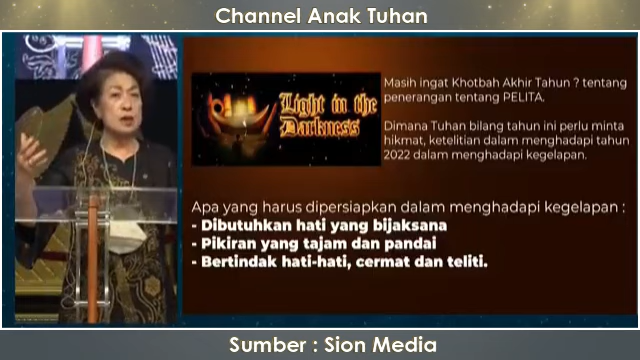 Channel Anak Tuhan
Light in the
Darkness
Masih ingat Khotbah Akhir Tahun ? tentang
penerangan tentang PELITA.
Dimana Tuhan bilang tahun ini perlu minta
hikmat, ketelitian dalam menghadapi tahun
2022 dalam menghadapi kegelapan.
Apa yang harus dipersiapkan dalam menghadapi kegelapan :
- Dibutuhkan hati yang bijaksana
- Pikiran yang tajam dan pandai
- Bertindak hati-hati, cermat dan teliti.
Sumber : Sion Media